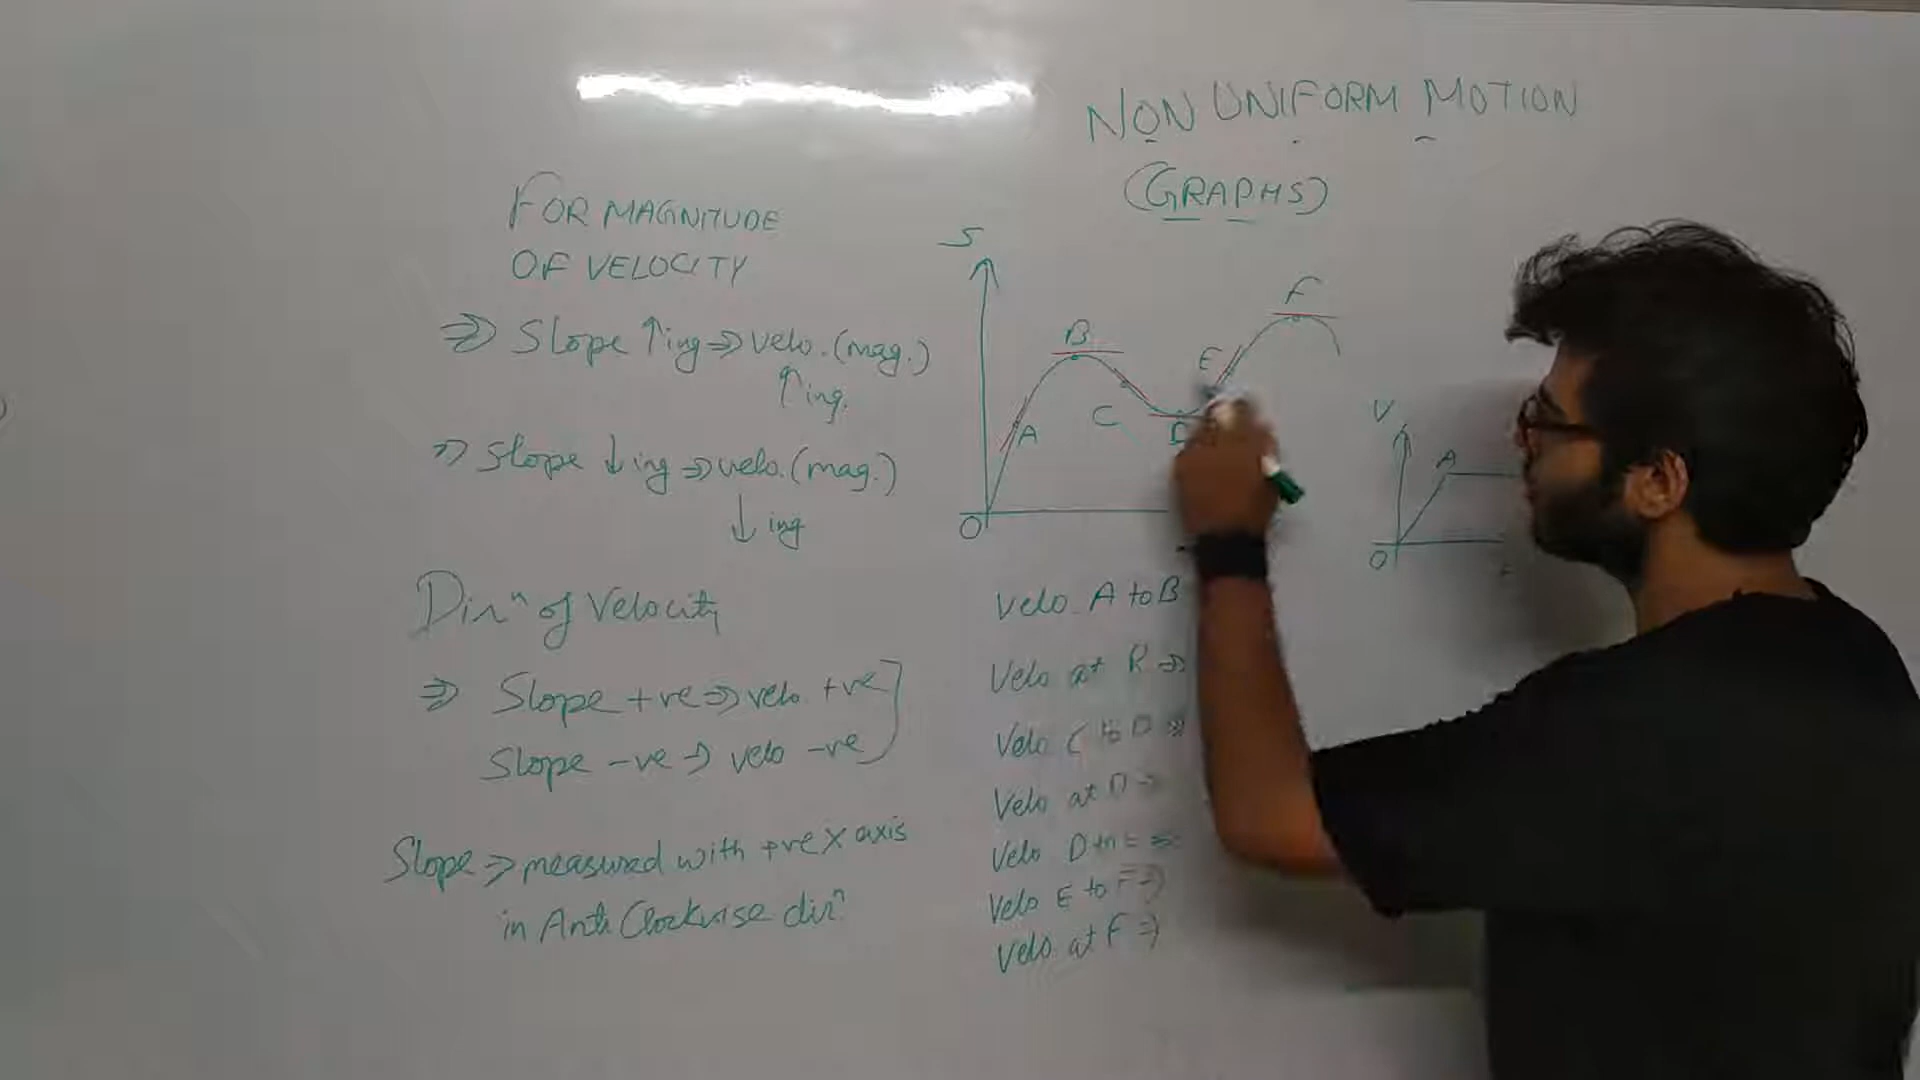 NON UNIFORM MOTION
(GRAPHS)
FOR MAGNITUDE
OF VELOCITY
⇒ Slope ↑ing ⇒ velo. (mag.)
↑ing.
⇒ Slope ↓ing ⇒ velo. (mag.)
↓ing
Dirⁿ of Velocity
⇒ Slope +ve ⇒ velo. +ve
Slope -ve ⇒ velo -ve
Slope ⇒ measured with +ve X axis
in Anti Clockwise dirⁿ
S
A
B
C
D
E
F
O
V
A
O
Velo. A to B
Velo at B ⇒
Velo C to D ⇒
Velo at D ⇒
Velo D to E ⇒
Velo E to F ⇒
Velo. at F ⇒